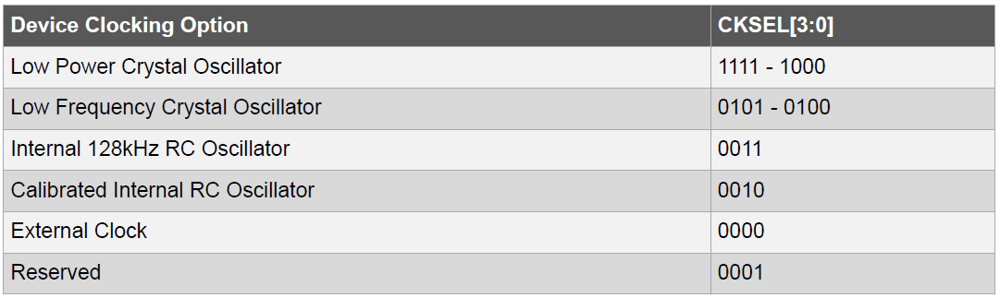 Device Clocking Option CKSEL[3:0]
Low Power Crystal Oscillator 1111 - 1000
Low Frequency Crystal Oscillator 0101 - 0100
Internal 128kHz RC Oscillator 0011
Calibrated Internal RC Oscillator 0010
External Clock 0000
Reserved 0001